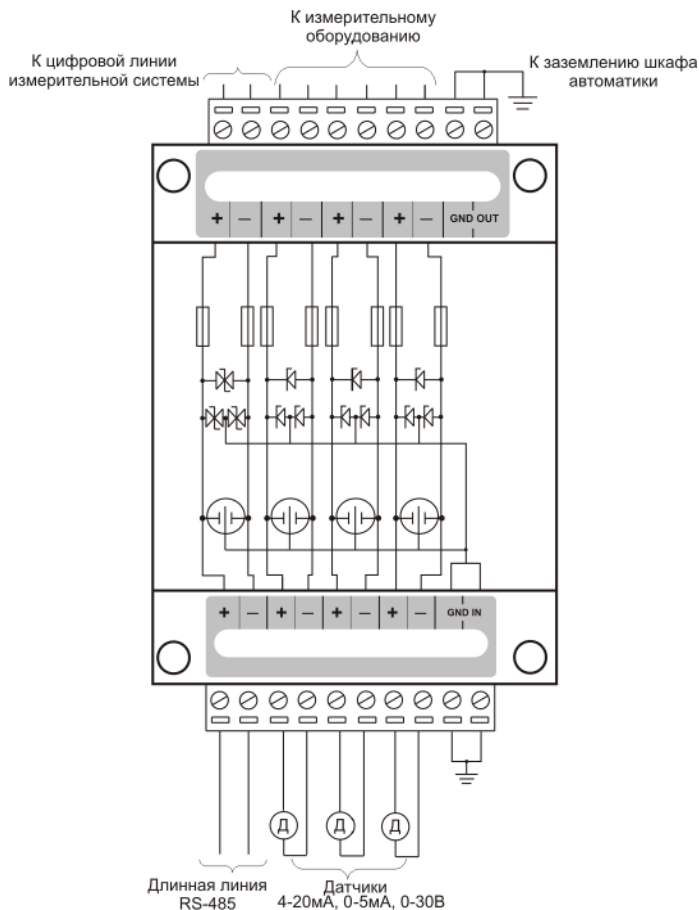 К измерительному
оборудованию
К цифровой линии
измерительной системы
К заземлению шкафа
автоматики
+ − + − + − + − GND OUT
+ − + − + − + − GND IN
Д Д Д
Длинная линия
RS-485
Датчики
4-20мА, 0-5мА, 0-30В